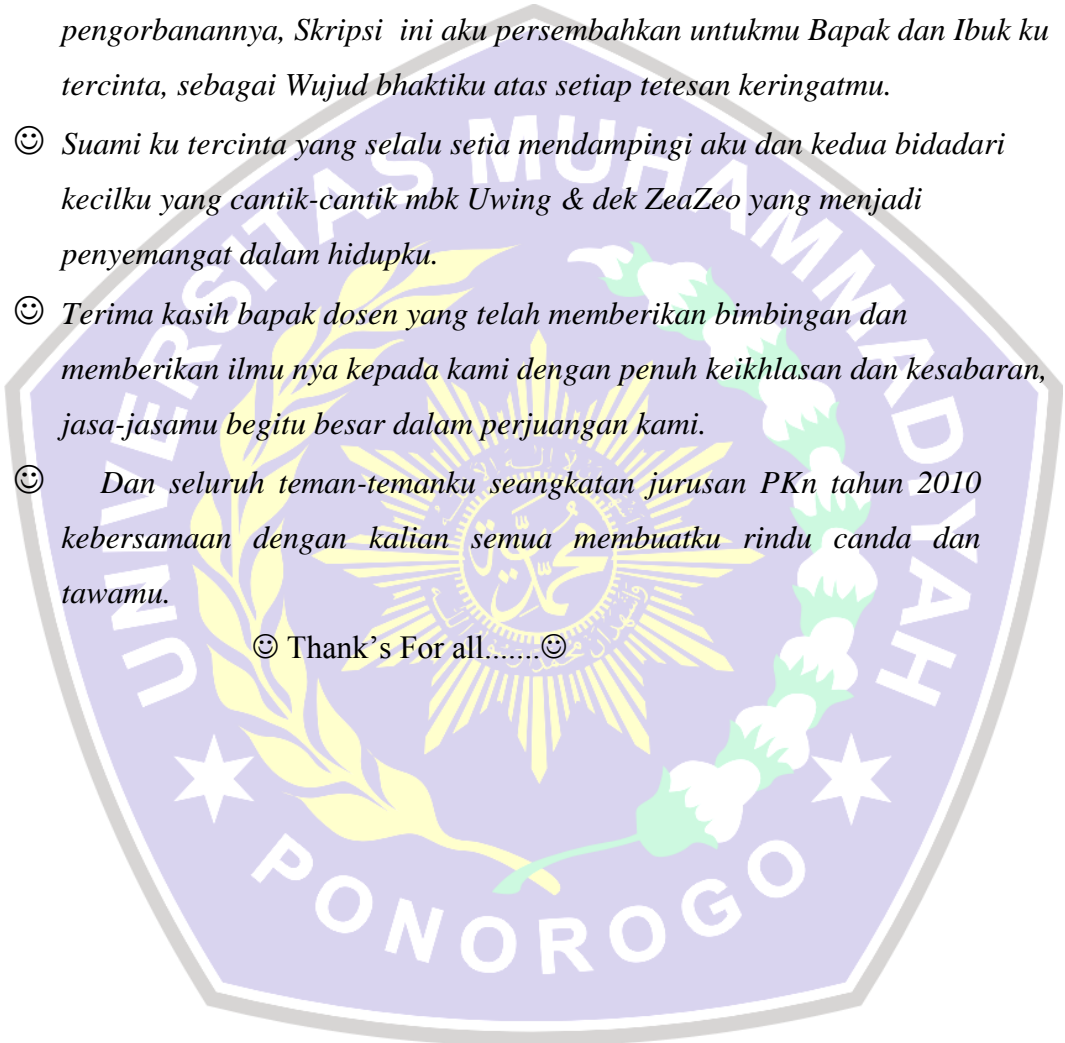 pengorbanannya, Skripsi ini aku persembahkan untukmu Bapak dan Ibuk ku
tercinta, sebagai Wujud bhaktiku atas setiap tetesan keringatmu.
☺ Suami ku tercinta yang selalu setia mendampingi aku dan kedua bidadari
kecilku yang cantik-cantik mbk Uwing & dek ZeaZeo yang menjadi
penyemangat dalam hidupku.
☺ Terima kasih bapak dosen yang telah memberikan bimbingan dan
memberikan ilmu nya kepada kami dengan penuh keikhlasan dan kesabaran,
jasa-jasamu begitu besar dalam perjuangan kami.
☺ Dan seluruh teman-temanku seangkatan jurusan PKn tahun 2010
kebersamaan dengan kalian semua membuatku rindu canda dan
tawamu.
☺ Thank’s For all.......☺
UNIVERSITAS MUHAMMADIYAH
PONOROGO